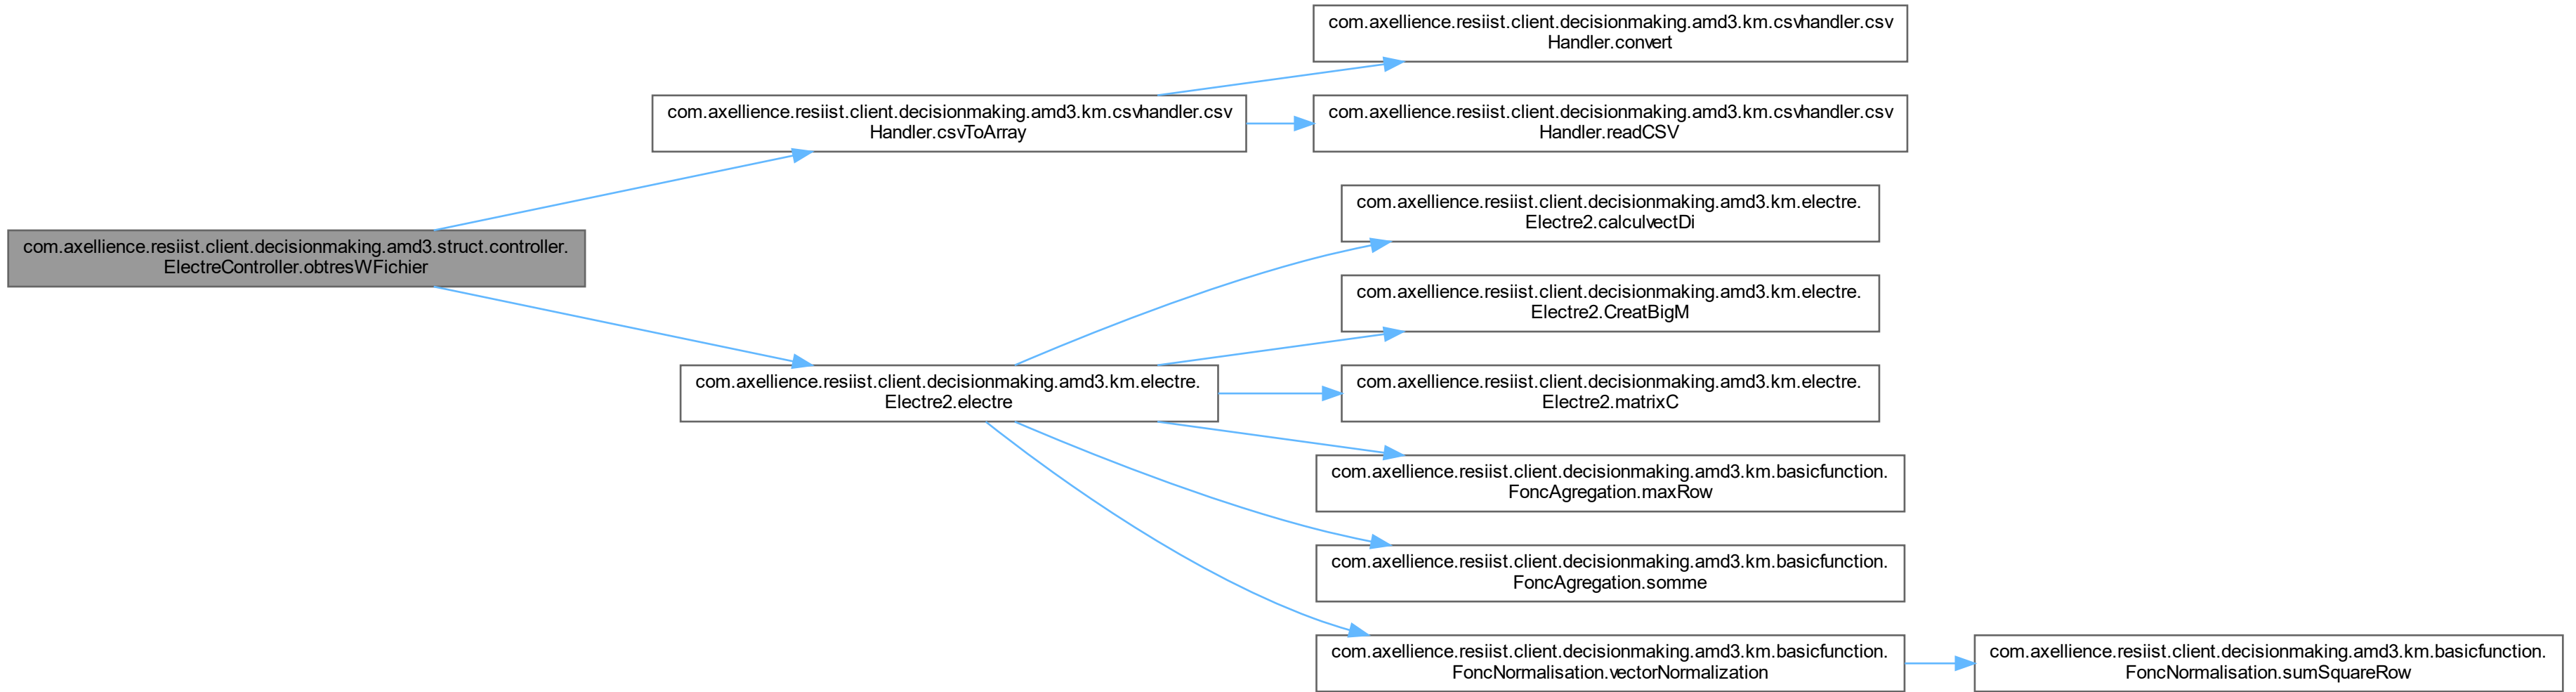 com.axellience.resiist.client.decisionmaking.amd3.struct.controller.
ElectreController.obtresWFichier
com.axellience.resiist.client.decisionmaking.amd3.km.csvhandler.csv
Handler.csvToArray
com.axellience.resiist.client.decisionmaking.amd3.km.csvhandler.csv
Handler.convert
com.axellience.resiist.client.decisionmaking.amd3.km.csvhandler.csv
Handler.readCSV
com.axellience.resiist.client.decisionmaking.amd3.km.electre.
Electre2.electre
com.axellience.resiist.client.decisionmaking.amd3.km.electre.
Electre2.calculvectDi
com.axellience.resiist.client.decisionmaking.amd3.km.electre.
Electre2.CreatBigM
com.axellience.resiist.client.decisionmaking.amd3.km.electre.
Electre2.matrixC
com.axellience.resiist.client.decisionmaking.amd3.km.basicfunction.
FoncAgregation.maxRow
com.axellience.resiist.client.decisionmaking.amd3.km.basicfunction.
FoncAgregation.somme
com.axellience.resiist.client.decisionmaking.amd3.km.basicfunction.
FoncNormalisation.vectorNormalization
com.axellience.resiist.client.decisionmaking.amd3.km.basicfunction.
FoncNormalisation.sumSquareRow